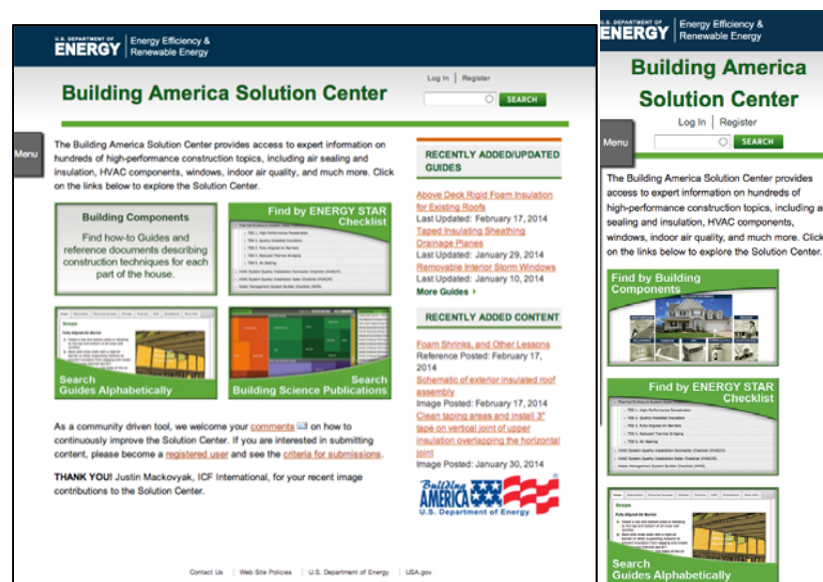 U.S. DEPARTMENT OF
ENERGY
Energy Efficiency &
Renewable Energy
Building America Solution Center
Log In | Register
SEARCH
Menu
The Building America Solution Center provides access to expert information on
hundreds of high-performance construction topics, including air sealing and
insulation, HVAC components, windows, indoor air quality, and much more. Click
on the links below to explore the Solution Center.
Building Components
Find how-to Guides and
reference documents describing
construction techniques for each
part of the house.
Find by ENERGY STAR
Checklist
Search
Guides Alphabetically
Search
Building Science Publications
As a community driven tool, we welcome your comments on how to
continuously improve the Solution Center. If you are interested in submitting
content, please become a registered user and see the criteria for submissions.
THANK YOU! Justin Mackovyak, ICF International, for your recent image
contributions to the Solution Center.
RECENTLY ADDED/UPDATED
GUIDES
Above Deck Rigid Foam Insulation
for Existing Roofs
Last Updated: February 17, 2014
Taped Insulating Sheathing
Drainage Planes
Last Updated: January 29, 2014
Removable Interior Storm Windows
Last Updated: January 10, 2014
More Guides
RECENTLY ADDED CONTENT
Foam Shrinks, and Other Lessons
Reference Posted: February 17,
2014
Schematic of exterior insulated roof
assembly
Image Posted: February 17, 2014
Clean taping areas and install 3"
tape on vertical joint of upper
insulation overlapping the horizontal
joint
Image Posted: January 30, 2014
Building
AMERICA
U.S. Department of Energy
Contact Us | Web Site Policies | U.S. Department of Energy | USA.gov
U.S. DEPARTMENT OF
ENERGY
Energy Efficiency &
Renewable Energy
Building America
Solution Center
Log In | Register
Menu
SEARCH
The Building America Solution Center provides
access to expert information on hundreds of
high-performance construction topics, including ai
sealing and insulation, HVAC components,
windows, indoor air quality, and much more. Click
on the links below to explore the Solution Center.
Find by Building
Components
Find by ENERGY STAR
Checklist
Search
Guides Alphabetically